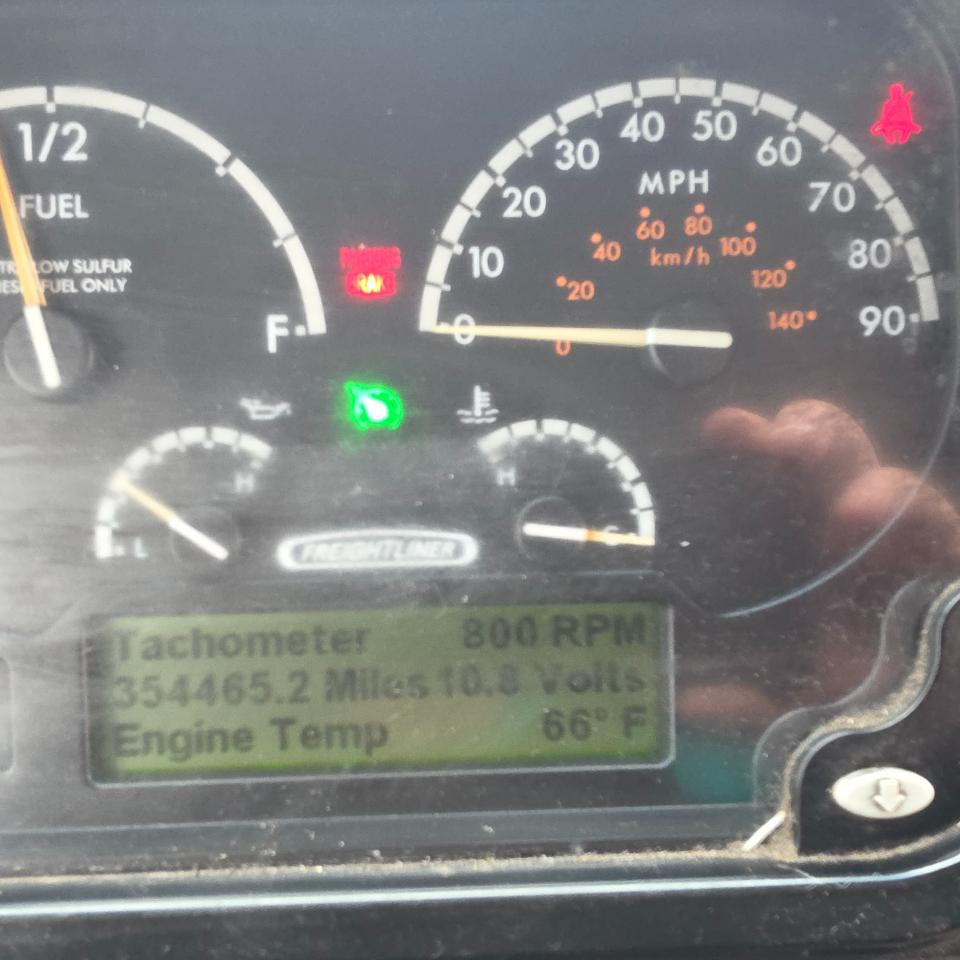 1/2
FUEL
LOW SULFUR
FUEL ONLY
F
BRAKE
0 10 20 30 40 50 60 70 80 90
MPH
0 20 40 60 80 100 120 140
km/h
L H
H C
FREIGHTLINER
Tachometer 800 RPM
354465.2 Miles 10.8 Volts
Engine Temp 66° F